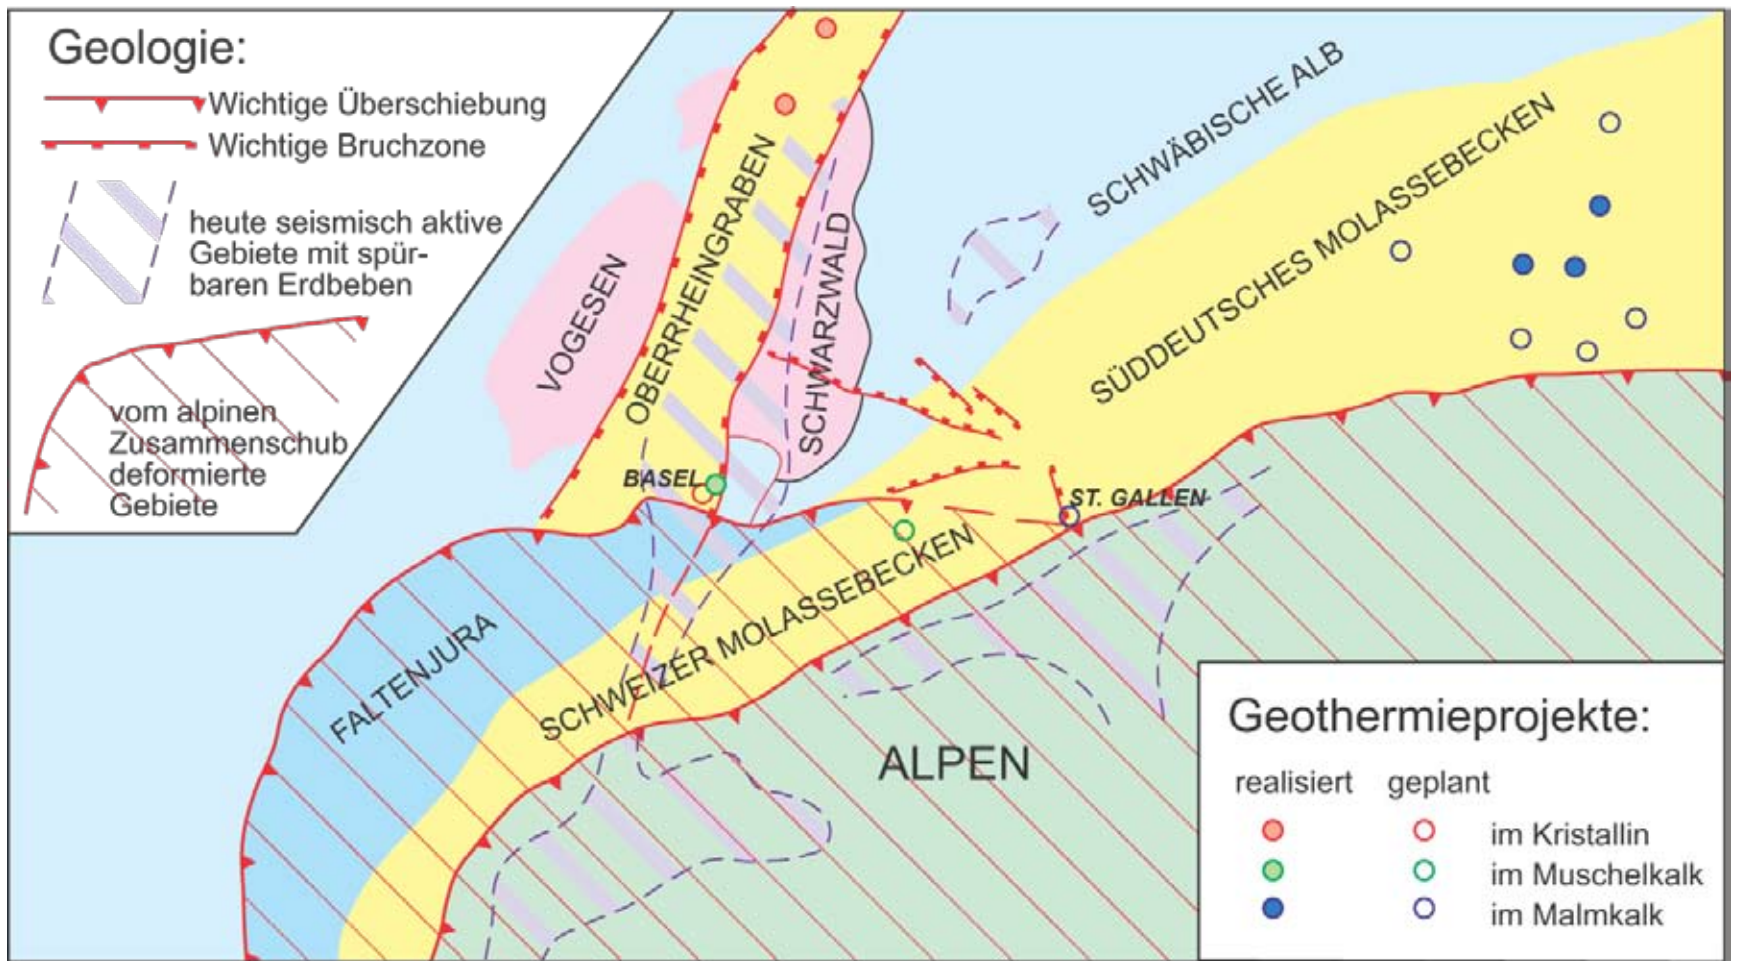 Geologie:
Wichtige Überschiebung
Wichtige Bruchzone
heute seismisch aktive
Gebiete mit spür-
baren Erdbeben
vom alpinen
Zusammenschub
deformierte
Gebiete
VOGESEN
OBERRHEINGRABEN
SCHWARZWALD
SCHWÄBISCHE ALB
SÜDDEUTSCHES MOLASSEBECKEN
BASEL
ST. GALLEN
FALTENJURA
SCHWEIZER MOLASSEBECKEN
ALPEN
Geothermieprojekte:
realisiert geplant
im Kristallin
im Muschelkalk
im Malmkalk